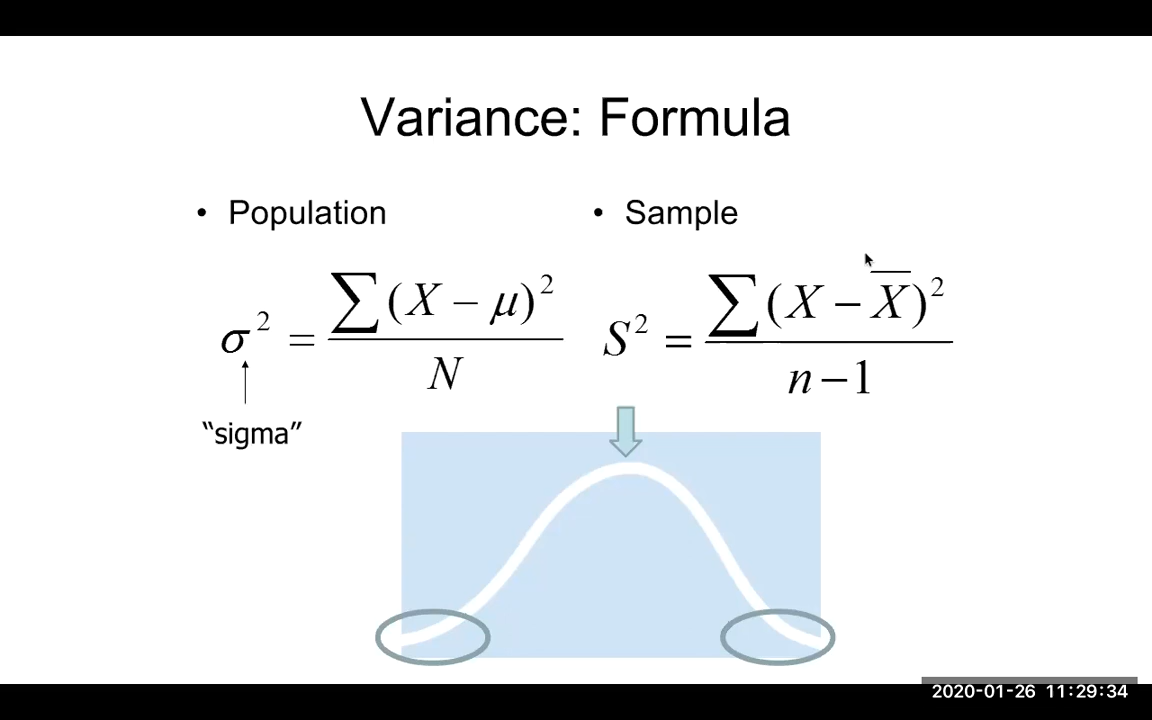 Variance: Formula
• Population
• Sample
σ² = ∑(X − μ)² / N
S² = ∑(X − X̅)² / n − 1
“sigma”
2020-01-26 11:29:34